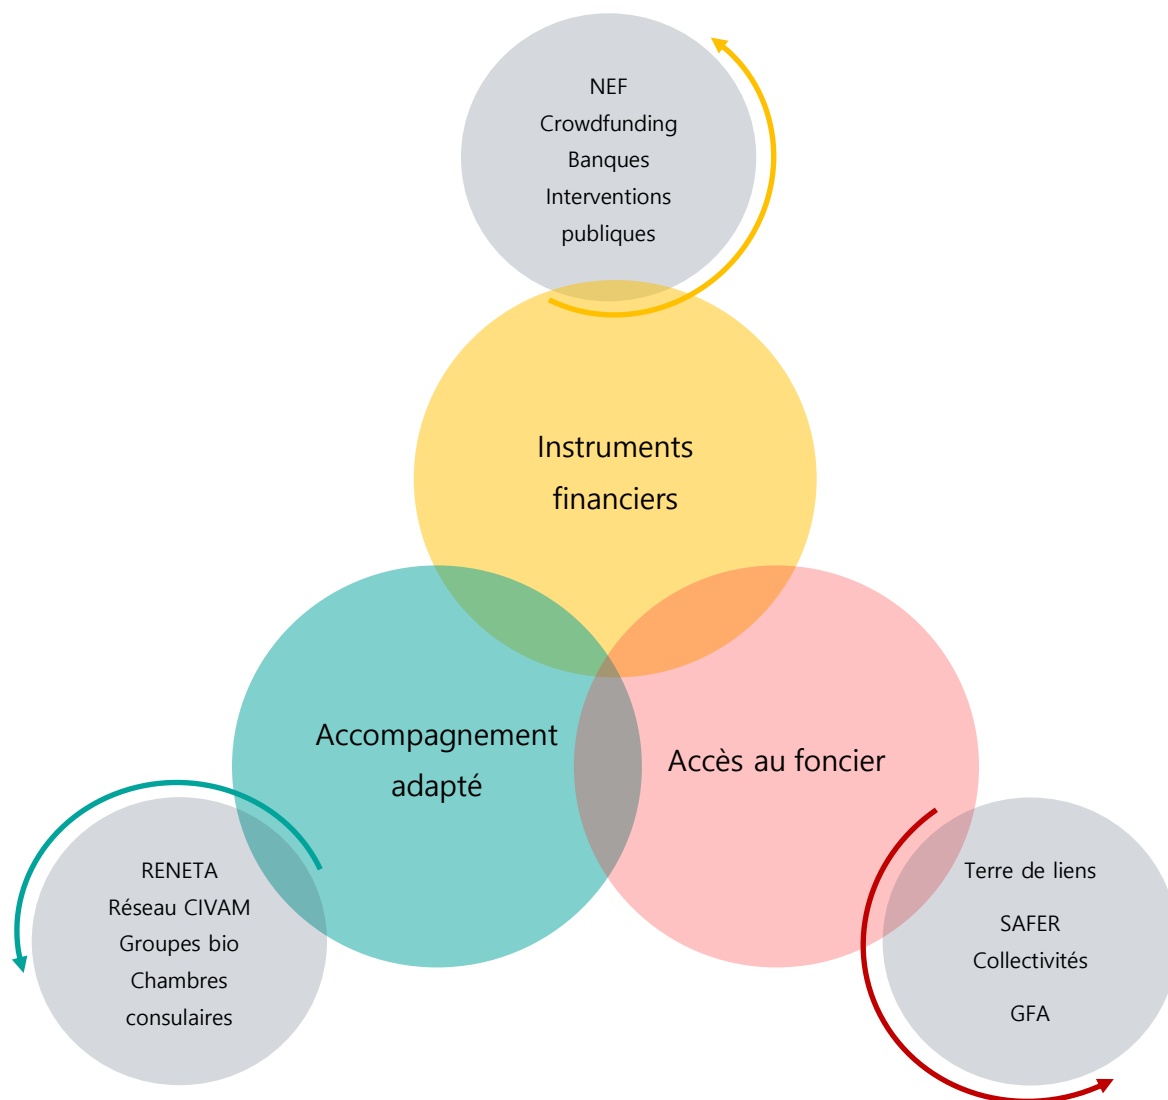 NEF
Crowdfunding
Banques
Interventions
publiques
Instruments
financiers
Accompagnement
adapté
Accès au foncier
RENETA
Réseau CIVAM
Groupes bio
Chambres
consulaires
Terre de liens
SAFER
Collectivités
GFA